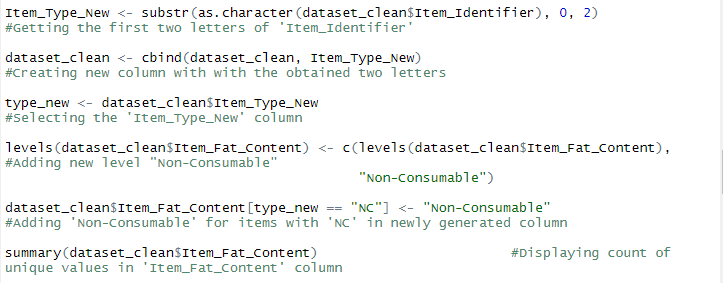 Item_Type_New <- substr(as.character(dataset_clean$Item_Identifier), 0, 2)
#Getting the first two letters of 'Item_Identifier'
dataset_clean <- cbind(dataset_clean, Item_Type_New)
#Creating new column with with the obtained two letters
type_new <- dataset_clean$Item_Type_New
#Selecting the 'Item_Type_New' column
levels(dataset_clean$Item_Fat_Content) <- c(levels(dataset_clean$Item_Fat_Content),
#Adding new level "Non-Consumable"
"Non-Consumable")
dataset_clean$Item_Fat_Content[type_new == "NC"] <- "Non-Consumable"
#Adding 'Non-Consumable' for items with 'NC' in newly generated column
summary(dataset_clean$Item_Fat_Content) #Displaying count of
unique values in 'Item_Fat_Content' column